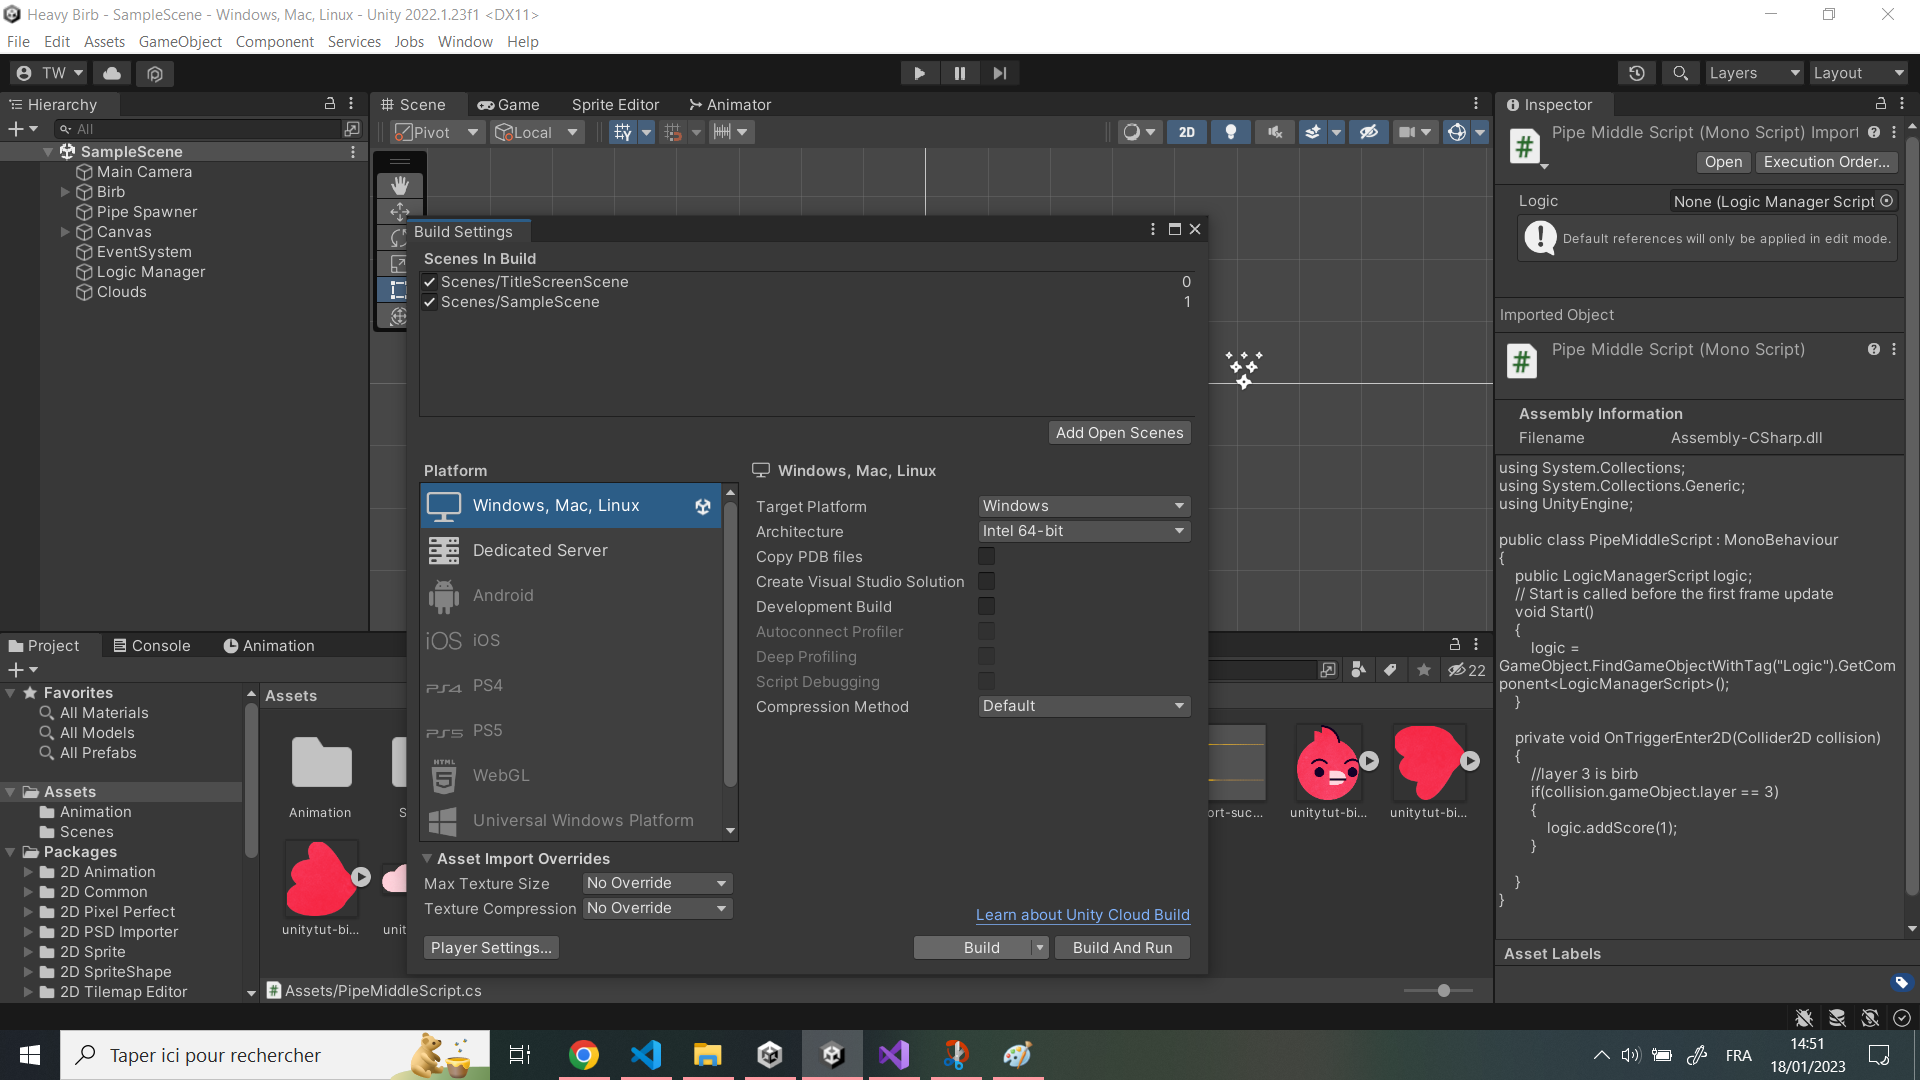 Heavy Birb - SampleScene - Windows, Mac, Linux - Unity 2022.1.23f1 <DX11>
File Edit Assets GameObject Component Services Jobs Window Help
TW
Layers
Layout
Hierarchy
All
SampleScene
Main Camera
Birb
Pipe Spawner
Canvas
EventSystem
Logic Manager
Clouds
Scene
Game
Sprite Editor
Animator
Pivot
Local
2D
Build Settings
Scenes In Build
Scenes/TitleScreenScene 0
Scenes/SampleScene 1
Add Open Scenes
Platform
Windows, Mac, Linux
Dedicated Server
Android
iOS iOS
PS4 PS4
PS5 PS5
HTML WebGL
Universal Windows Platform
Windows, Mac, Linux
Target Platform Windows
Architecture Intel 64-bit
Copy PDB files
Create Visual Studio Solution
Development Build
Autoconnect Profiler
Deep Profiling
Script Debugging
Compression Method Default
Asset Import Overrides
Max Texture Size No Override
Texture Compression No Override
Learn about Unity Cloud Build
Player Settings...
Build
Build And Run
Inspector
Pipe Middle Script (Mono Script) Import
Open
Execution Order...
Logic None (Logic Manager Script
Default references will only be applied in edit mode.
Imported Object
Pipe Middle Script (Mono Script)
Assembly Information
Filename Assembly-CSharp.dll
using System.Collections;
using System.Collections.Generic;
using UnityEngine;
public class PipeMiddleScript : MonoBehaviour
{
public LogicManagerScript logic;
// Start is called before the first frame update
void Start()
{
logic =
GameObject.FindGameObjectWithTag("Logic").GetCom
ponent<LogicManagerScript>();
}
private void OnTriggerEnter2D(Collider2D collision)
{
//layer 3 is birb
if(collision.gameObject.layer == 3)
{
logic.addScore(1);
}
}
}
Asset Labels
Project
Console
Animation
22
Favorites
All Materials
All Models
All Prefabs
Assets
Animation
Scenes
Packages
2D Animation
2D Common
2D Pixel Perfect
2D PSD Importer
2D Sprite
2D SpriteShape
2D Tilemap Editor
Assets
Animation
S
ort-suc...
unitytut-bi...
unitytut-bi...
unitytut-bi...
unit
Assets/PipeMiddleScript.cs
Taper ici pour rechercher
FRA
14:51
18/01/2023